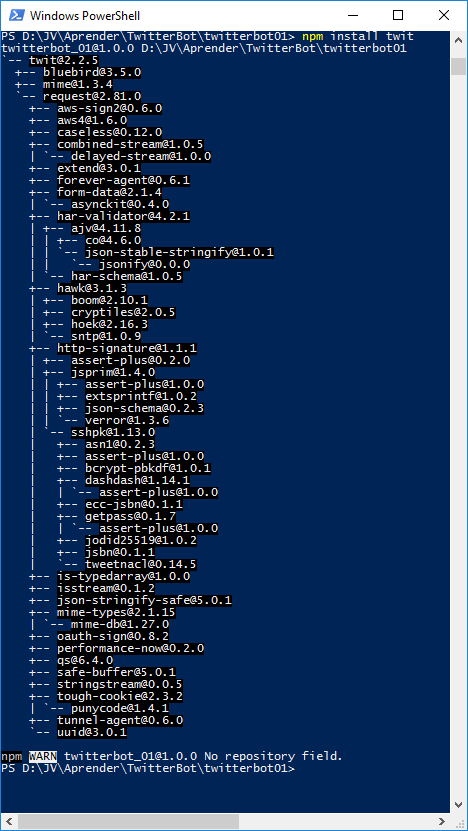 Windows PowerShell
PS D:\JV\Aprender\TwitterBot\twitterbot01> npm install twit
twitterbot_01@1.0.0 D:\JV\Aprender\TwitterBot\twitterbot01
`-- twit@2.2.5
  +-- bluebird@3.5.0
  +-- mime@1.3.4
  `-- request@2.81.0
    +-- aws-sign2@0.6.0
    +-- aws4@1.6.0
    +-- caseless@0.12.0
    +-- combined-stream@1.0.5
    | `-- delayed-stream@1.0.0
    +-- extend@3.0.1
    +-- forever-agent@0.6.1
    +-- form-data@2.1.4
    | `-- asynckit@0.4.0
    +-- har-validator@4.2.1
    | +-- ajv@4.11.8
    | | +-- co@4.6.0
    | | `-- json-stable-stringify@1.0.1
    | |   `-- jsonify@0.0.0
    | `-- har-schema@1.0.5
    +-- hawk@3.1.3
    | +-- boom@2.10.1
    | +-- cryptiles@2.0.5
    | +-- hoek@2.16.3
    | `-- sntp@1.0.9
    +-- http-signature@1.1.1
    | +-- assert-plus@0.2.0
    | +-- jsprim@1.4.0
    | | +-- assert-plus@1.0.0
    | | +-- extsprintf@1.0.2
    | | +-- json-schema@0.2.3
    | | `-- verror@1.3.6
    | `-- sshpk@1.13.0
    |   +-- asn1@0.2.3
    |   +-- assert-plus@1.0.0
    |   +-- bcrypt-pbkdf@1.0.1
    |   +-- dashdash@1.14.1
    |   | `-- assert-plus@1.0.0
    |   +-- ecc-jsbn@0.1.1
    |   +-- getpass@0.1.7
    |   | `-- assert-plus@1.0.0
    |   +-- jodid25519@1.0.2
    |   +-- jsbn@0.1.1
    |   `-- tweetnacl@0.14.5
    +-- is-typedarray@1.0.0
    +-- isstream@0.1.2
    +-- json-stringify-safe@5.0.1
    +-- mime-types@2.1.15
    | `-- mime-db@1.27.0
    +-- oauth-sign@0.8.2
    +-- performance-now@0.2.0
    +-- qs@6.4.0
    +-- safe-buffer@5.0.1
    +-- stringstream@0.0.5
    +-- tough-cookie@2.3.2
    | `-- punycode@1.4.1
    +-- tunnel-agent@0.6.0
    `-- uuid@3.0.1
npm WARN twitterbot_01@1.0.0 No repository field.
PS D:\JV\Aprender\TwitterBot\twitterbot01>